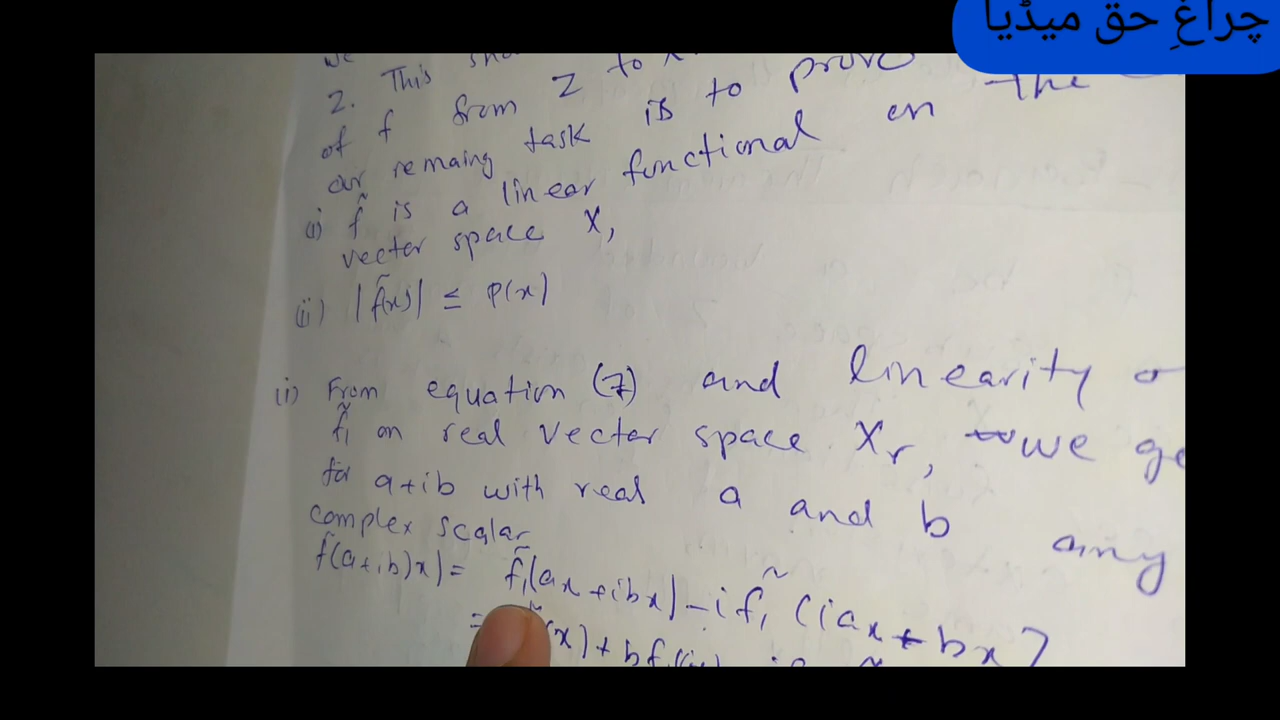 چراغِ حق میڈیا
we
2. This
of f from Z to X
our remaing task is to prove
(i) f̃ is a linear functional on the
vector space X,
(ii) |f̃(x)| ≤ p(x)
(i) From equation (7) and linearity o
f̃₁ on real vector space Xᵣ, we ge
for a+ib with real a and b any
complex scalar
f̃(a+ib)x) = f̃₁(ax+ibx) - i f̃₁ (iax + bx)
= (x) + b f₁